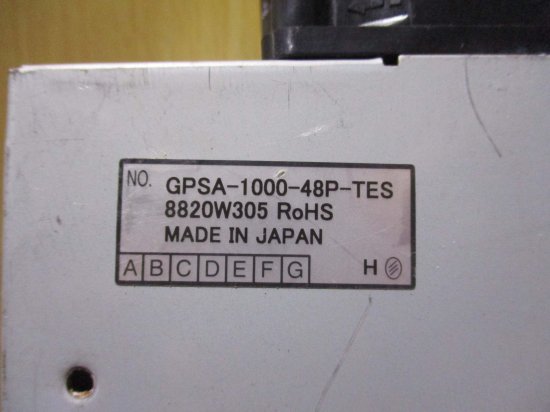 NO. GPSA-1000-48P-TES
8820W305 RoHS
MADE IN JAPAN
A B C D E F G H